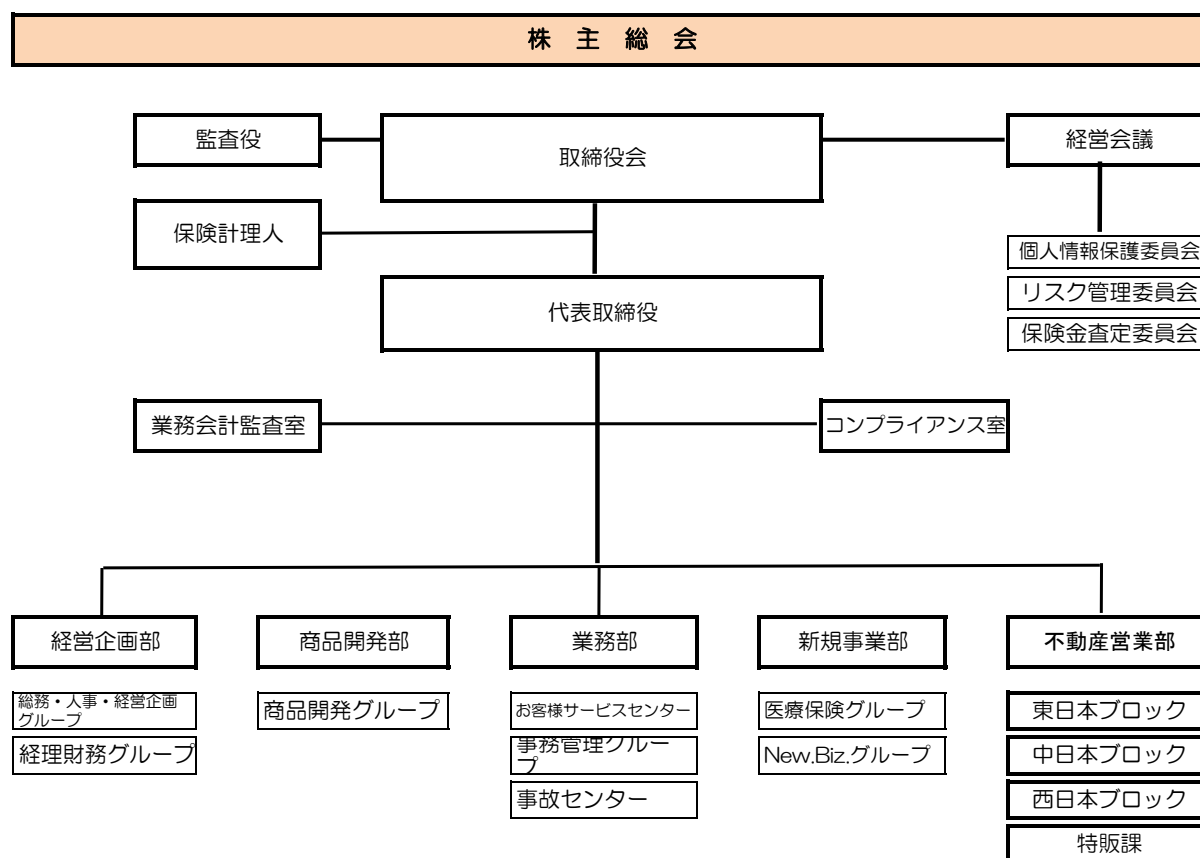 株 主 総 会
監査役
取締役会
経営会議
保険計理人
個人情報保護委員会
リスク管理委員会
保険金査定委員会
代表取締役
業務会計監査室
コンプライアンス室
経営企画部
商品開発部
業務部
新規事業部
不動産営業部
総務・人事・経営企画
グループ
経理財務グループ
商品開発グループ
お客様サービスセンター
事務管理グルー
プ
事故センター
医療保険グループ
New.Biz.グループ
東日本ブロック
中日本ブロック
西日本ブロック
特販課